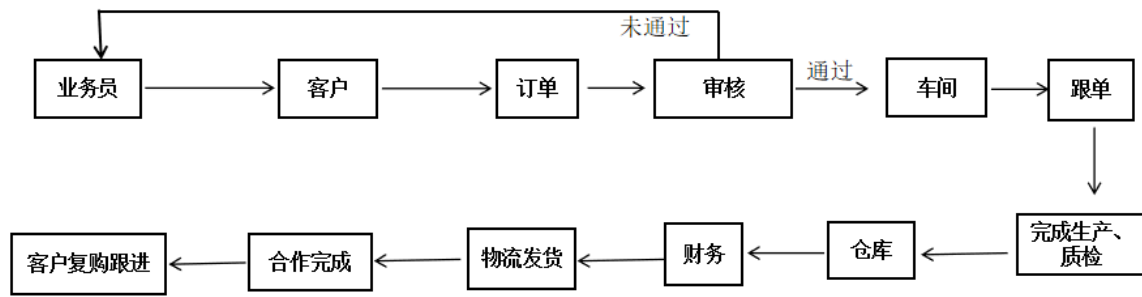 未通过
业务员
客户
订单
审核
通过
车间
跟单
客户复购跟进
合作完成
物流发货
财务
仓库
完成生产、
质检